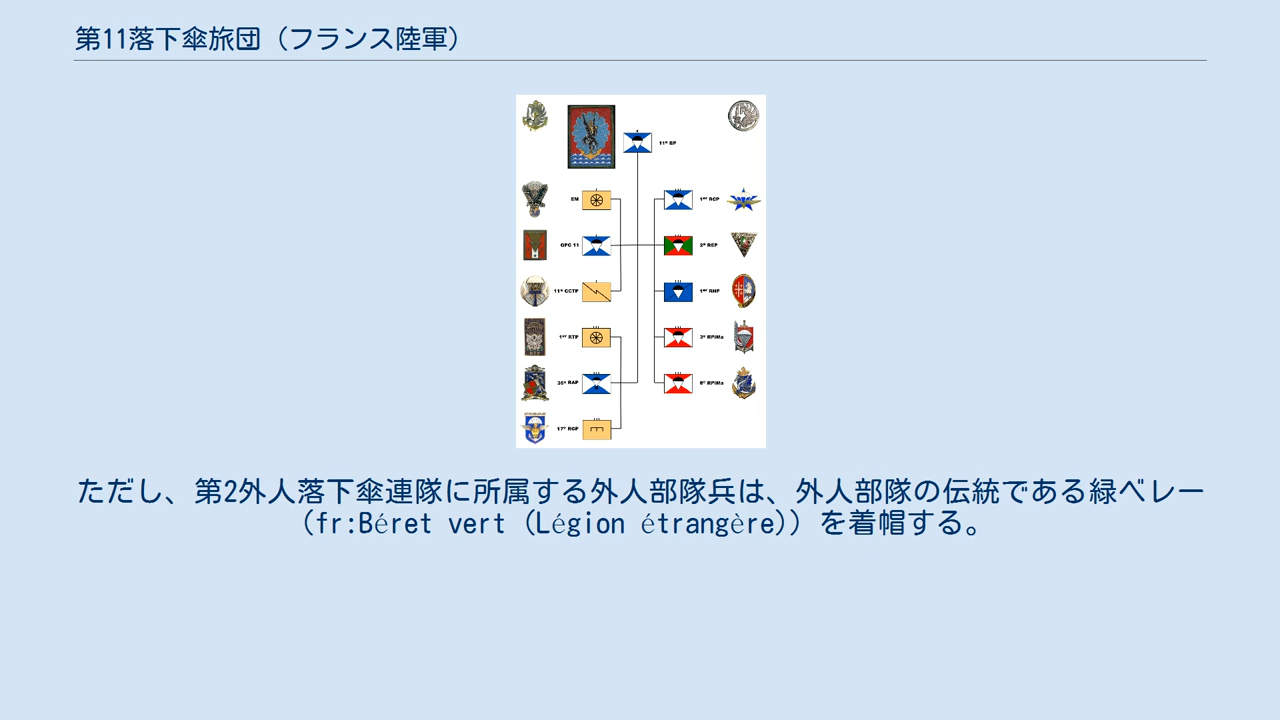 第11落下傘旅団（フランス陸軍）
11e BP
EM
1er RCP
GFC 11
2e REP
11e CCTP
1er RHP
1er RTP
3e RPIMa
35e RAP
8e RPIMa
17e RGP
ただし、第2外人落下傘連隊に所属する外人部隊兵は、外人部隊の伝統である緑ベレー
（fr:Béret vert (Légion étrangère)）を着帽する。